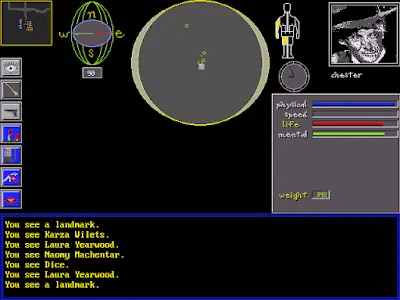 n
w e
s
90
chester
physical
speed
life
mental
weight 348
You see a landmark.
You see Karza Wilets.
You see Laura Yearwood.
You see Naomy Machentar.
You see Dice.
You see Laura Yearwood.
You see a landmark.